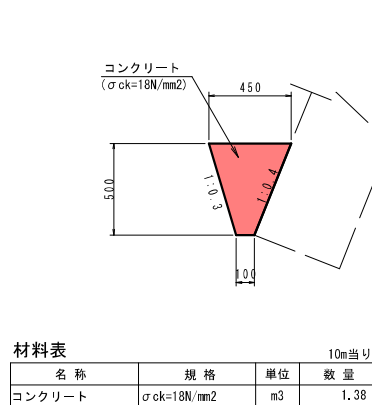 コンクリート
(σck=18N/mm2)
450
500
1:0.3
1:0.4
100
材料表
10m当り
名 称 規 格 単位 数 量
コンクリート σck=18N/mm2 m3 1.38